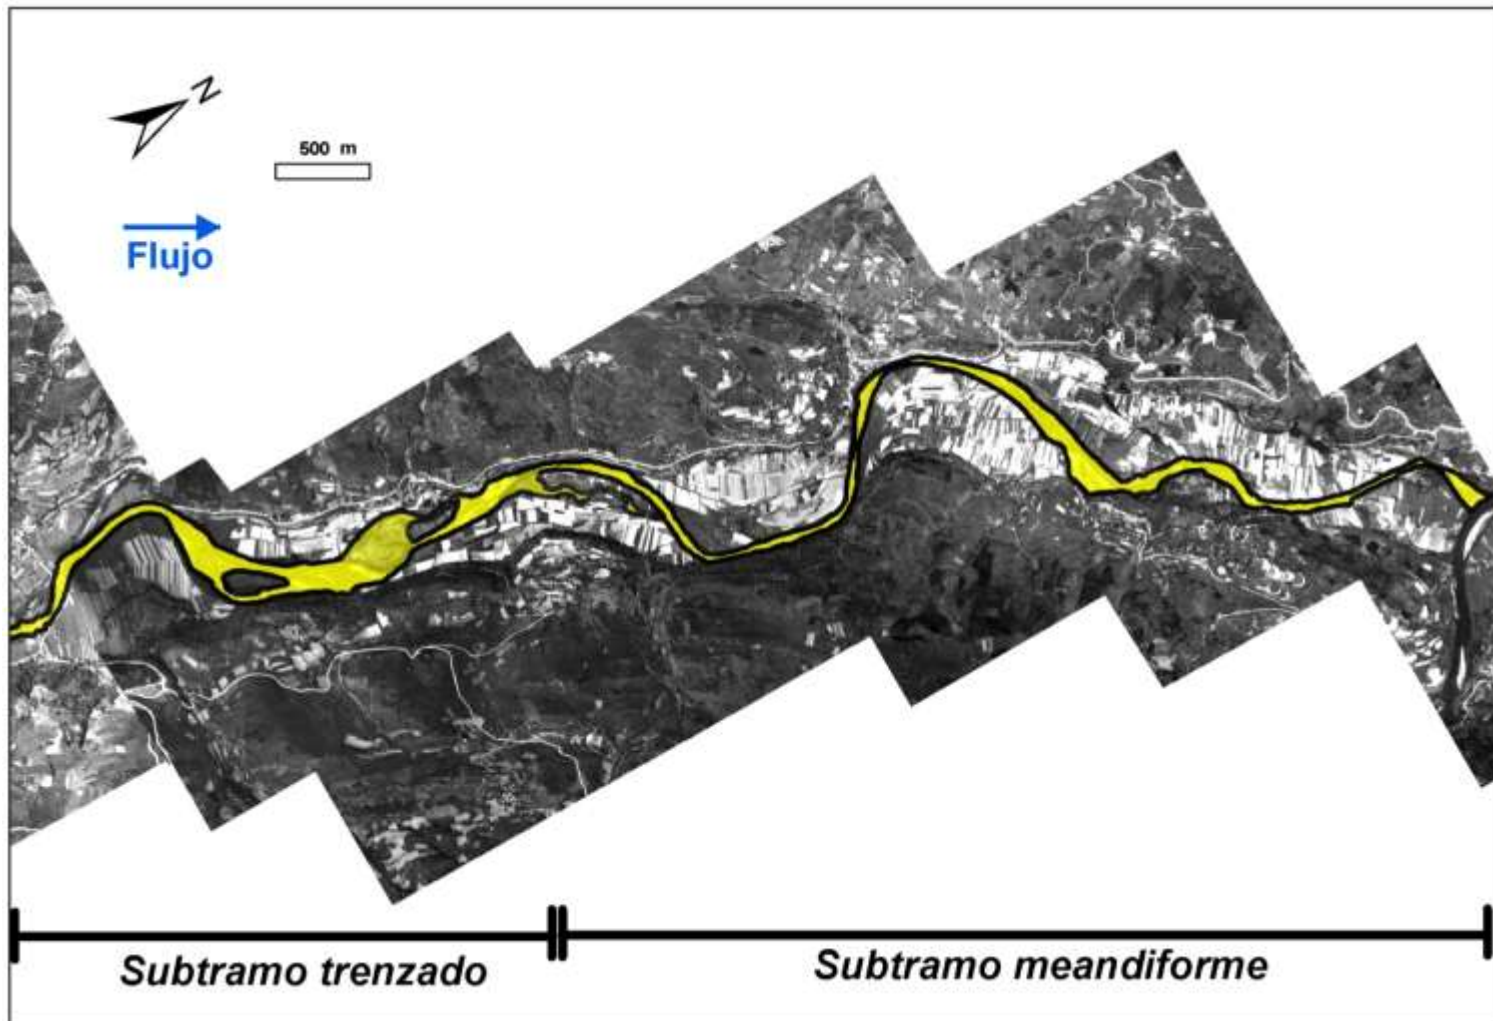 N
500 m
Flujo
Subtramo trenzado
Subtramo meandiforme